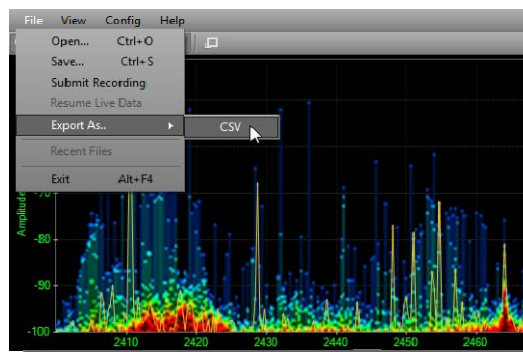 File View Config Help
Open... Ctrl+O
Save... Ctrl+S
Submit Recording
Resume Live Data
Export As..
CSV
Recent Files
Exit Alt+F4
Amplitude
-70
-80
-90
-100
2410 2420 2430 2440 2450 2460